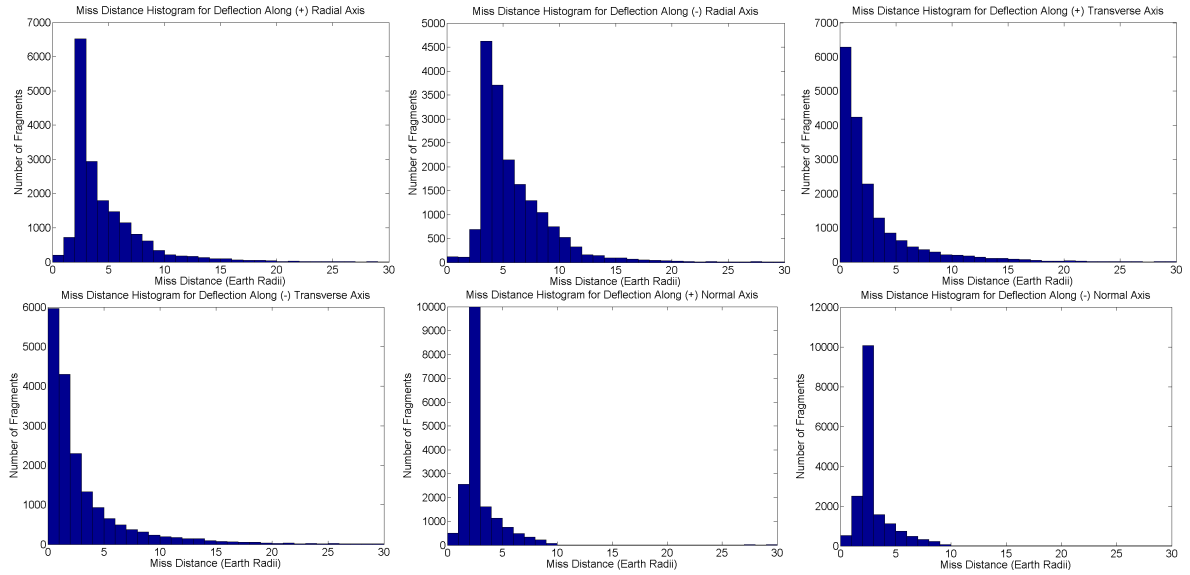 Miss Distance Histogram for Deflection Along (+) Radial Axis
7000
6000
5000
4000
3000
2000
1000
0
Number of Fragments
0 5 10 15 20 25 30
Miss Distance (Earth Radii)
Miss Distance Histogram for Deflection Along (-) Radial Axis
5000
4500
4000
3500
3000
2500
2000
1500
1000
500
0
Number of Fragments
0 5 10 15 20 25 30
Miss Distance (Earth Radii)
Miss Distance Histogram for Deflection Along (+) Transverse Axis
7000
6000
5000
4000
3000
2000
1000
0
Number of Fragments
0 5 10 15 20 25 30
Miss Distance (Earth Radii)
Miss Distance Histogram for Deflection Along (-) Transverse Axis
6000
5000
4000
3000
2000
1000
0
Number of Fragments
0 5 10 15 20 25 30
Miss Distance (Earth Radii)
Miss Distance Histogram for Deflection Along (+) Normal Axis
10000
9000
8000
7000
6000
5000
4000
3000
2000
1000
0
Number of Fragments
0 5 10 15 20 25 30
Miss Distance (Earth Radii)
Miss Distance Histogram for Deflection Along (-) Normal Axis
12000
10000
8000
6000
4000
2000
0
Number of Fragments
0 5 10 15 20 25 30
Miss Distance (Earth Radii)